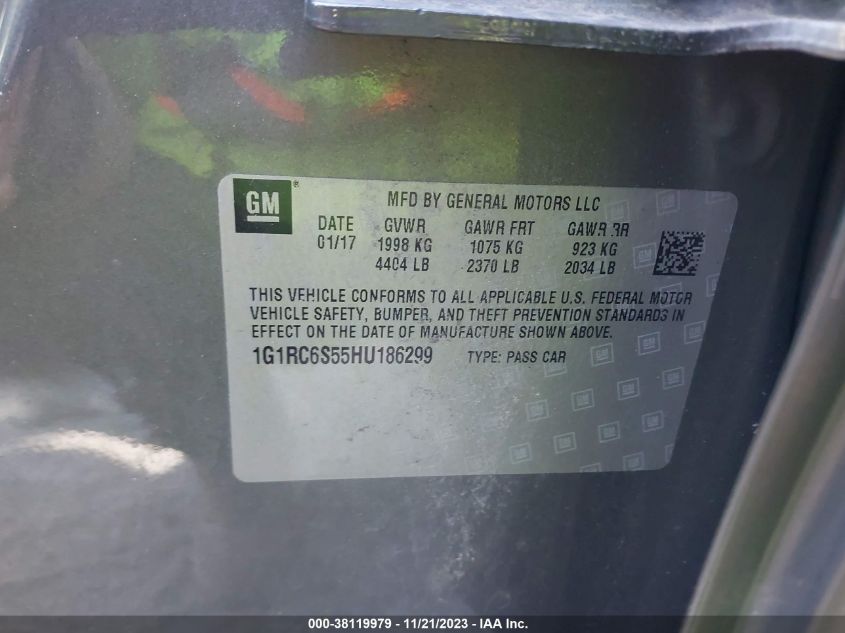 GM ® MFD BY GENERAL MOTORS LLC
DATE GVWR GAWR FRT GAWR RR
01/17 1998 KG 1075 KG 923 KG
4404 LB 2370 LB 2034 LB
THIS VEHICLE CONFORMS TO ALL APPLICABLE U.S. FEDERAL MOTOR
VEHICLE SAFETY, BUMPER, AND THEFT PREVENTION STANDARDS IN
EFFECT ON THE DATE OF MANUFACTURE SHOWN ABOVE.
1G1RC6S55HU186299 TYPE: PASS CAR
000-38119979 - 11/21/2023 - IAA Inc.